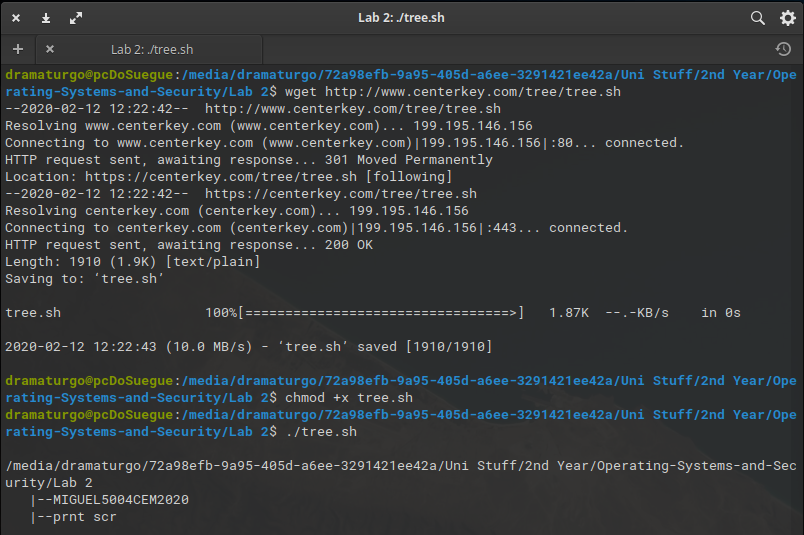 Lab 2: ./tree.sh
Lab 2: ./tree.sh
dramaturgo@pcDoSuegue:/media/dramaturgo/72a98efb-9a95-405d-a6ee-3291421ee42a/Uni Stuff/2nd Year/Ope
rating-Systems-and-Security/Lab 2$ wget http://www.centerkey.com/tree/tree.sh
--2020-02-12 12:22:42--  http://www.centerkey.com/tree/tree.sh
Resolving www.centerkey.com (www.centerkey.com)... 199.195.146.156
Connecting to www.centerkey.com (www.centerkey.com)|199.195.146.156|:80... connected.
HTTP request sent, awaiting response... 301 Moved Permanently
Location: https://centerkey.com/tree/tree.sh [following]
--2020-02-12 12:22:42--  https://centerkey.com/tree/tree.sh
Resolving centerkey.com (centerkey.com)... 199.195.146.156
Connecting to centerkey.com (centerkey.com)|199.195.146.156|:443... connected.
HTTP request sent, awaiting response... 200 OK
Length: 1910 (1.9K) [text/plain]
Saving to: ‘tree.sh’
tree.sh                  100%[=================================>]   1.87K  --.-KB/s    in 0s
2020-02-12 12:22:43 (10.0 MB/s) - ‘tree.sh’ saved [1910/1910]
dramaturgo@pcDoSuegue:/media/dramaturgo/72a98efb-9a95-405d-a6ee-3291421ee42a/Uni Stuff/2nd Year/Ope
rating-Systems-and-Security/Lab 2$ chmod +x tree.sh
dramaturgo@pcDoSuegue:/media/dramaturgo/72a98efb-9a95-405d-a6ee-3291421ee42a/Uni Stuff/2nd Year/Ope
rating-Systems-and-Security/Lab 2$ ./tree.sh
/media/dramaturgo/72a98efb-9a95-405d-a6ee-3291421ee42a/Uni Stuff/2nd Year/Operating-Systems-and-Sec
urity/Lab 2
   |--MIGUEL5004CEM2020
   |--prnt scr